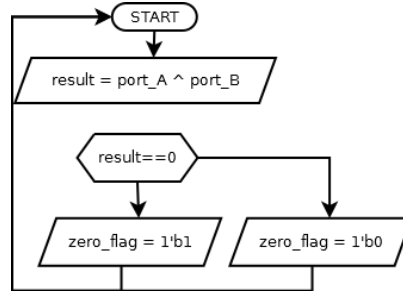 START
result = port_A ^ port_B
result==0
zero_flag = 1'b1
zero_flag = 1'b0